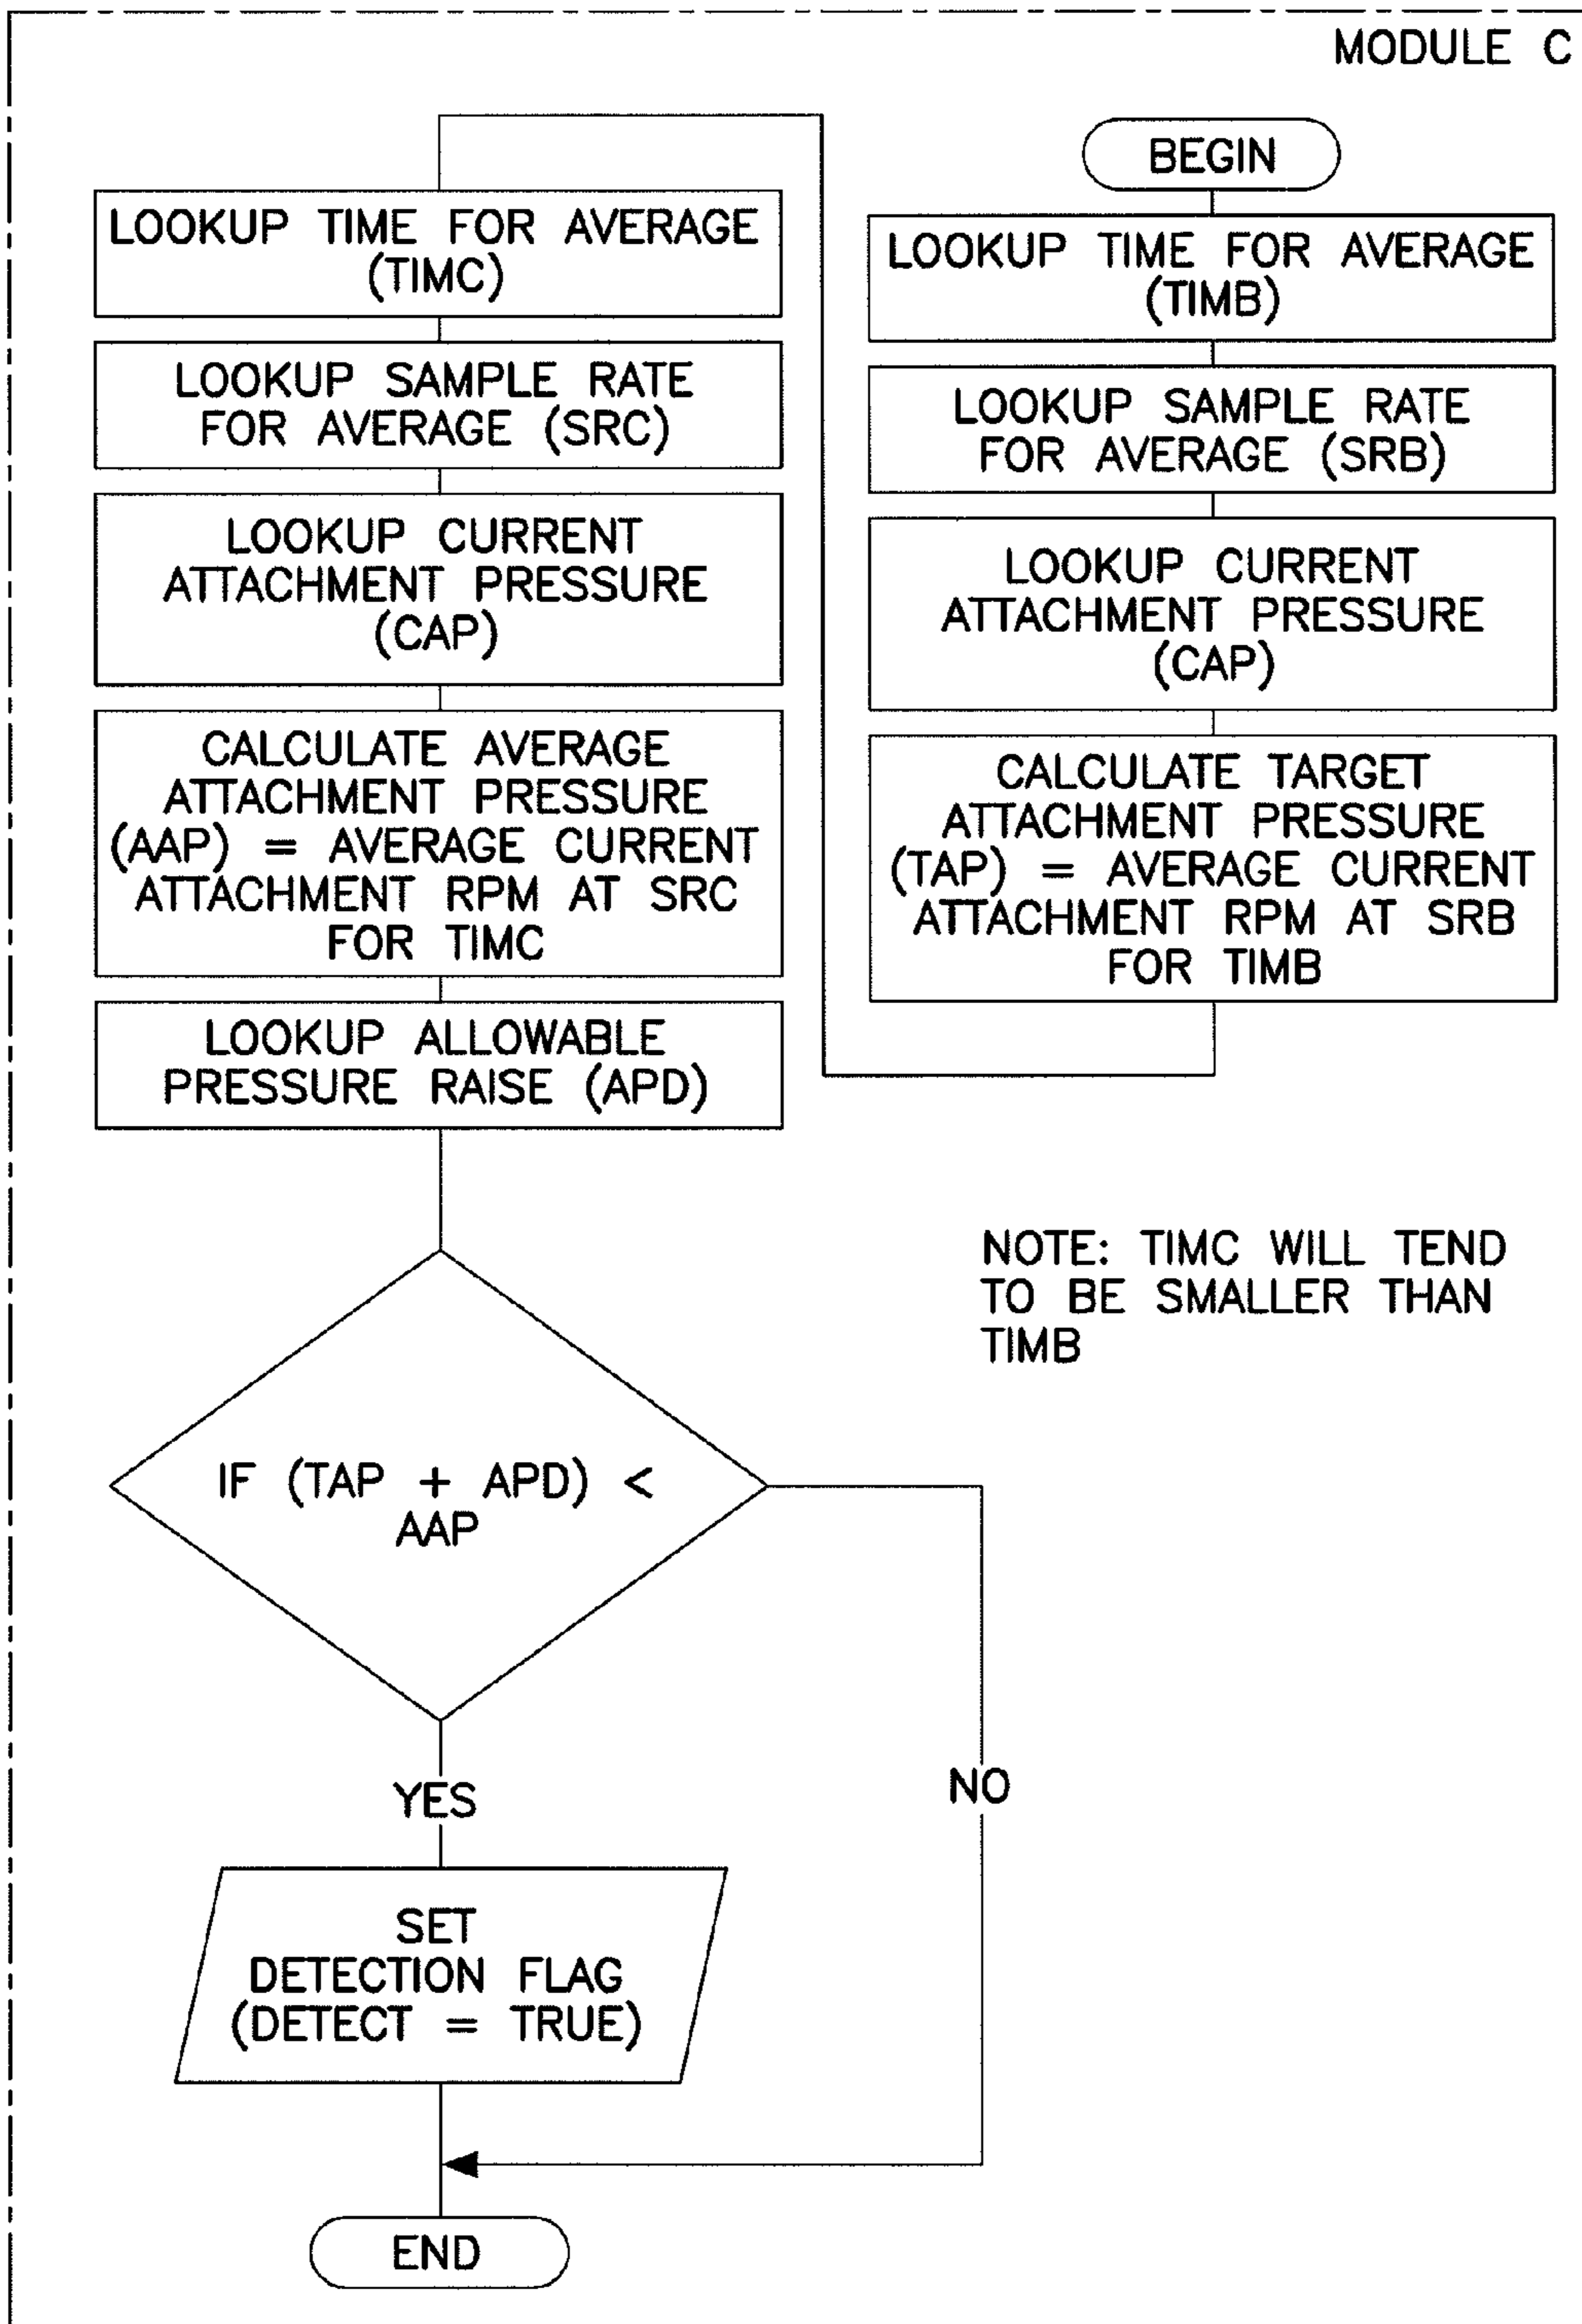 MODULE C
BEGIN
LOOKUP TIME FOR AVERAGE
(TIMB)
LOOKUP SAMPLE RATE
FOR AVERAGE (SRB)
LOOKUP CURRENT
ATTACHMENT PRESSURE
(CAP)
CALCULATE TARGET
ATTACHMENT PRESSURE
(TAP) = AVERAGE CURRENT
ATTACHMENT RPM AT SRB
FOR TIMB
LOOKUP TIME FOR AVERAGE
(TIMC)
LOOKUP SAMPLE RATE
FOR AVERAGE (SRC)
LOOKUP CURRENT
ATTACHMENT PRESSURE
(CAP)
CALCULATE AVERAGE
ATTACHMENT PRESSURE
(AAP) = AVERAGE CURRENT
ATTACHMENT RPM AT SRC
FOR TIMC
LOOKUP ALLOWABLE
PRESSURE RAISE (APD)
NOTE: TIMC WILL TEND
TO BE SMALLER THAN
TIMB
IF (TAP + APD) <
AAP
YES
NO
SET
DETECTION FLAG
(DETECT = TRUE)
END